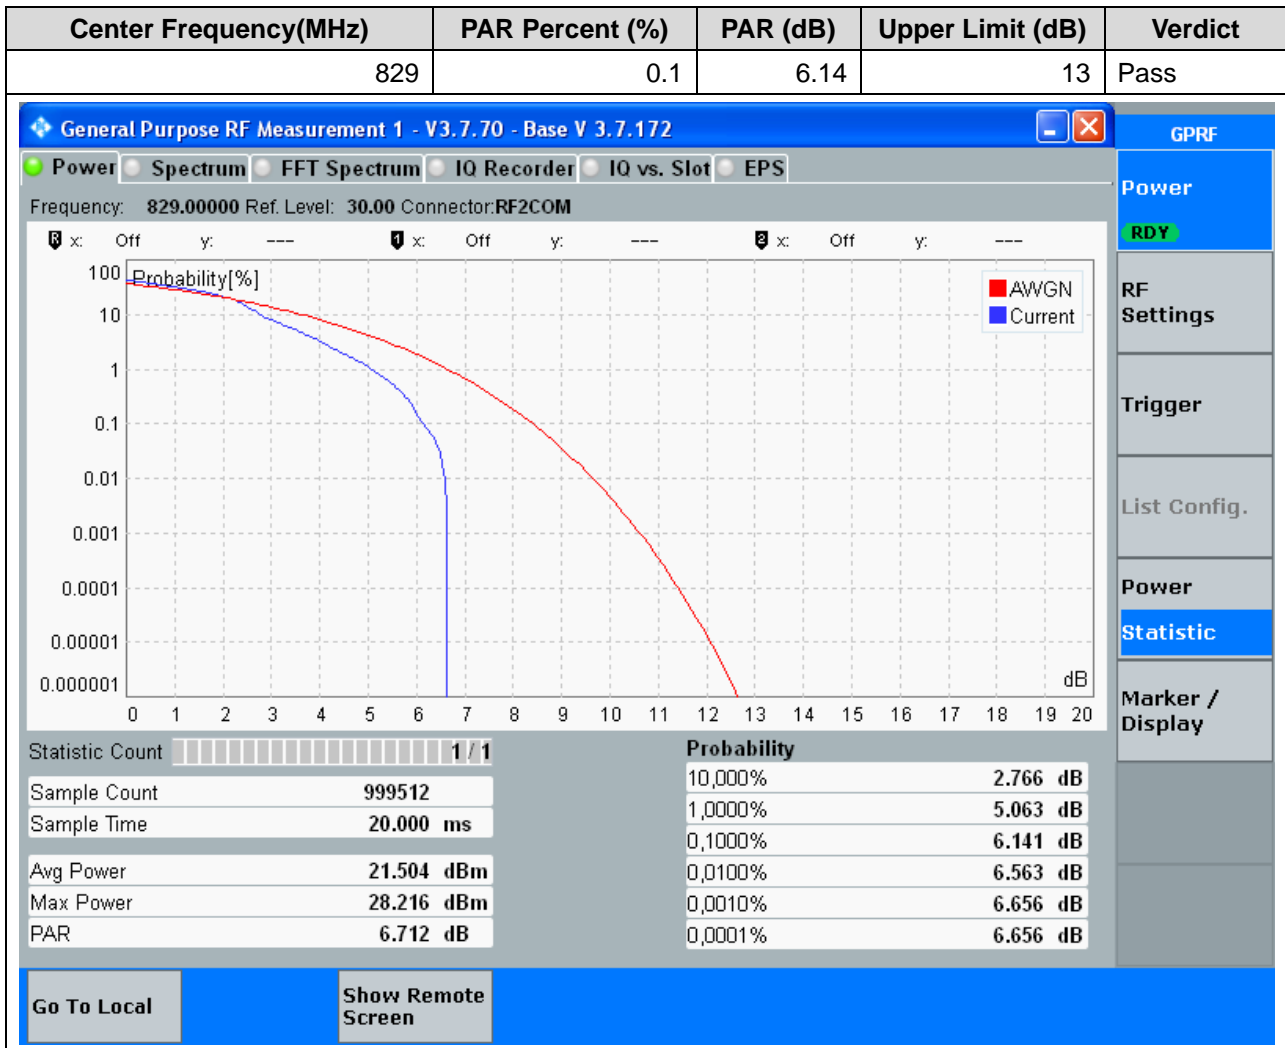 Center Frequency(MHz) PAR Percent (%) PAR (dB) Upper Limit (dB) Verdict
829 0.1 6.14 13 Pass
General Purpose RF Measurement 1 - V3.7.70 - Base V 3.7.172
GPRF
Power Spectrum FFT Spectrum IQ Recorder IQ vs. Slot EPS
Frequency: 829.00000 Ref. Level: 30.00 Connector:RF2COM
R x: Off y: --- 1 x: Off y: --- 2 x: Off y: ---
Probability[%]
AWGN
Current
100
10
1
0.1
0.01
0.001
0.0001
0.00001
0.000001
dB
0 1 2 3 4 5 6 7 8 9 10 11 12 13 14 15 16 17 18 19 20
Statistic Count 1 / 1
Sample Count 999512
Sample Time 20.000 ms
Avg Power 21.504 dBm
Max Power 28.216 dBm
PAR 6.712 dB
Probability
10,000% 2.766 dB
1,0000% 5.063 dB
0,1000% 6.141 dB
0,0100% 6.563 dB
0,0010% 6.656 dB
0,0001% 6.656 dB
Power
RDY
RF
Settings
Trigger
List Config.
Power
Statistic
Marker /
Display
Go To Local
Show Remote
Screen